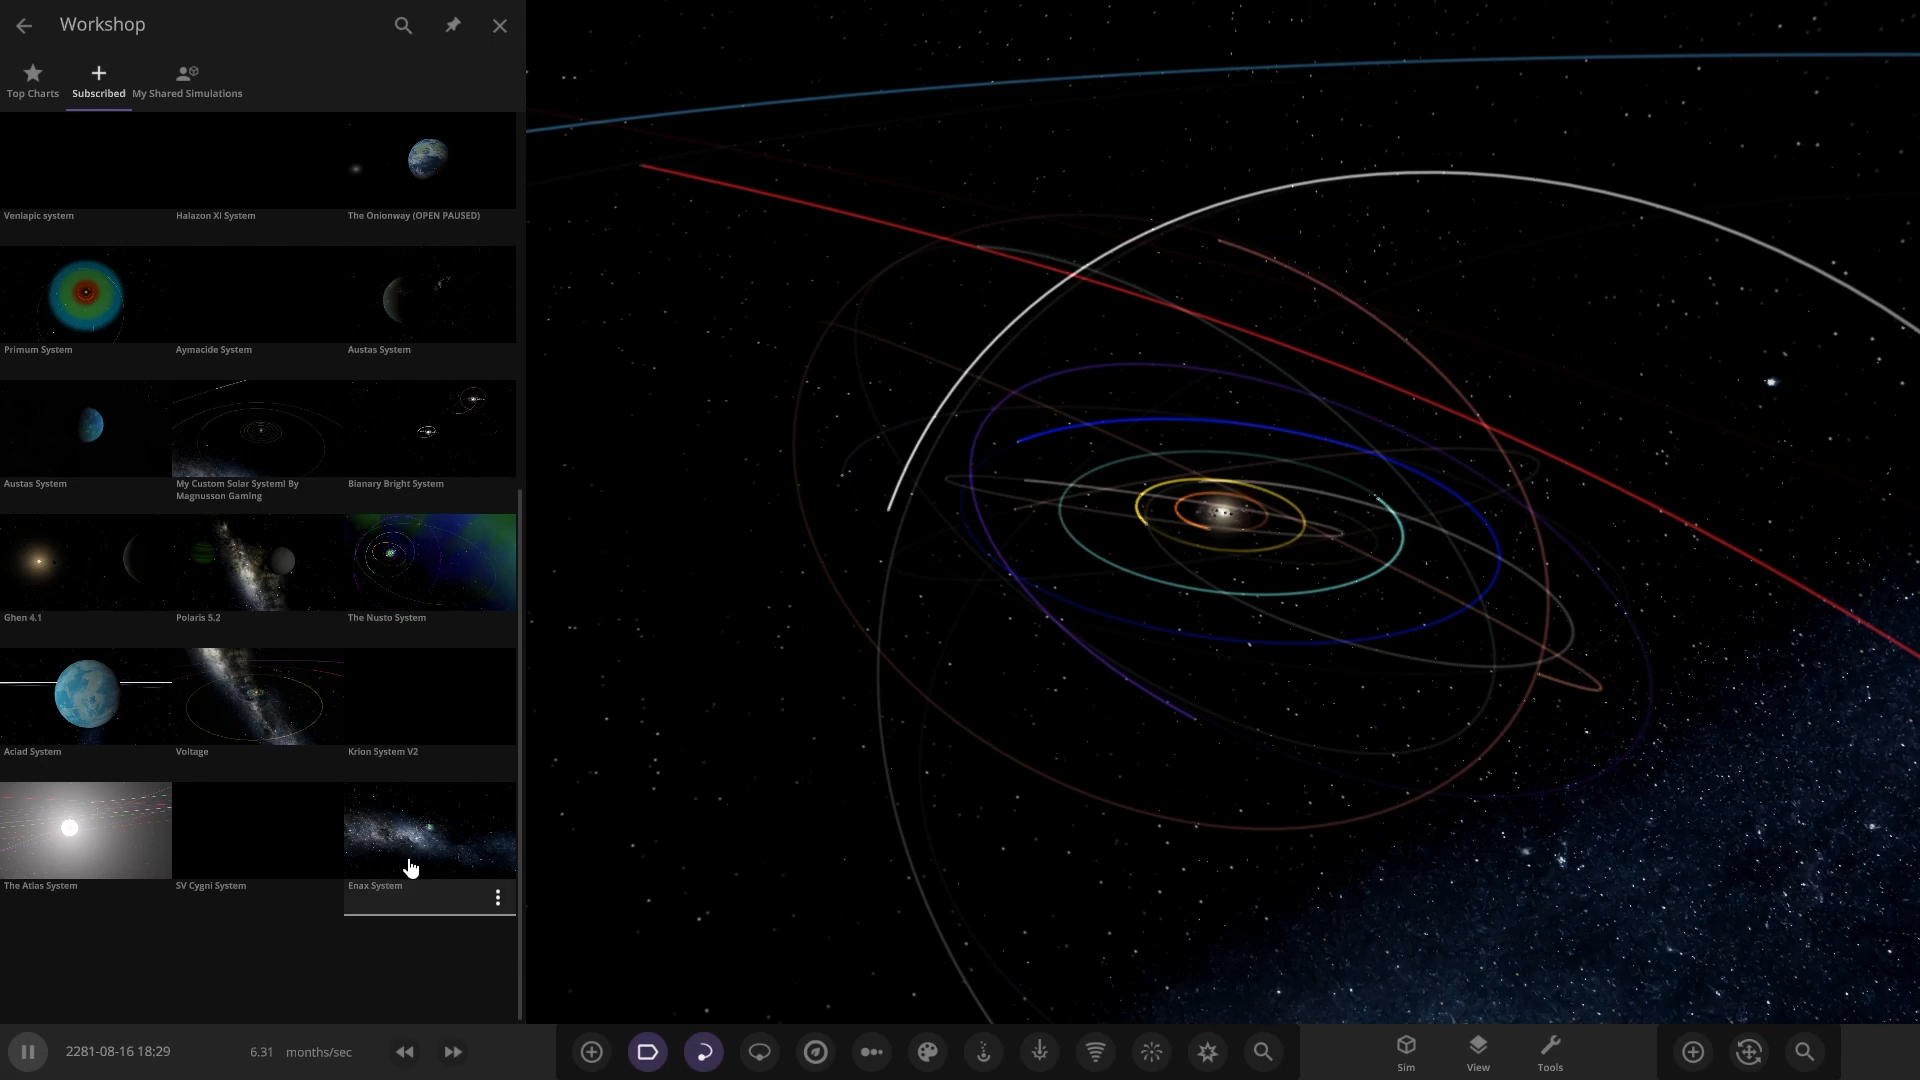 Workshop
Top Charts
Subscribed
My Shared Simulations
Venlapic system
Halazon XI System
The Onionway (OPEN PAUSED)
Primum System
Aymacide System
Austas System
Austas System
My Custom Solar System! By
Magnusson Gaming
Bianary Bright System
Ghen 4.1
Polaris 5.2
The Nusto System
Aciad System
Voltage
Krion System V2
The Atlas System
SV Cygni System
Enax System
2281-08-16 18:29
6.31 months/sec
Sim
View
Tools